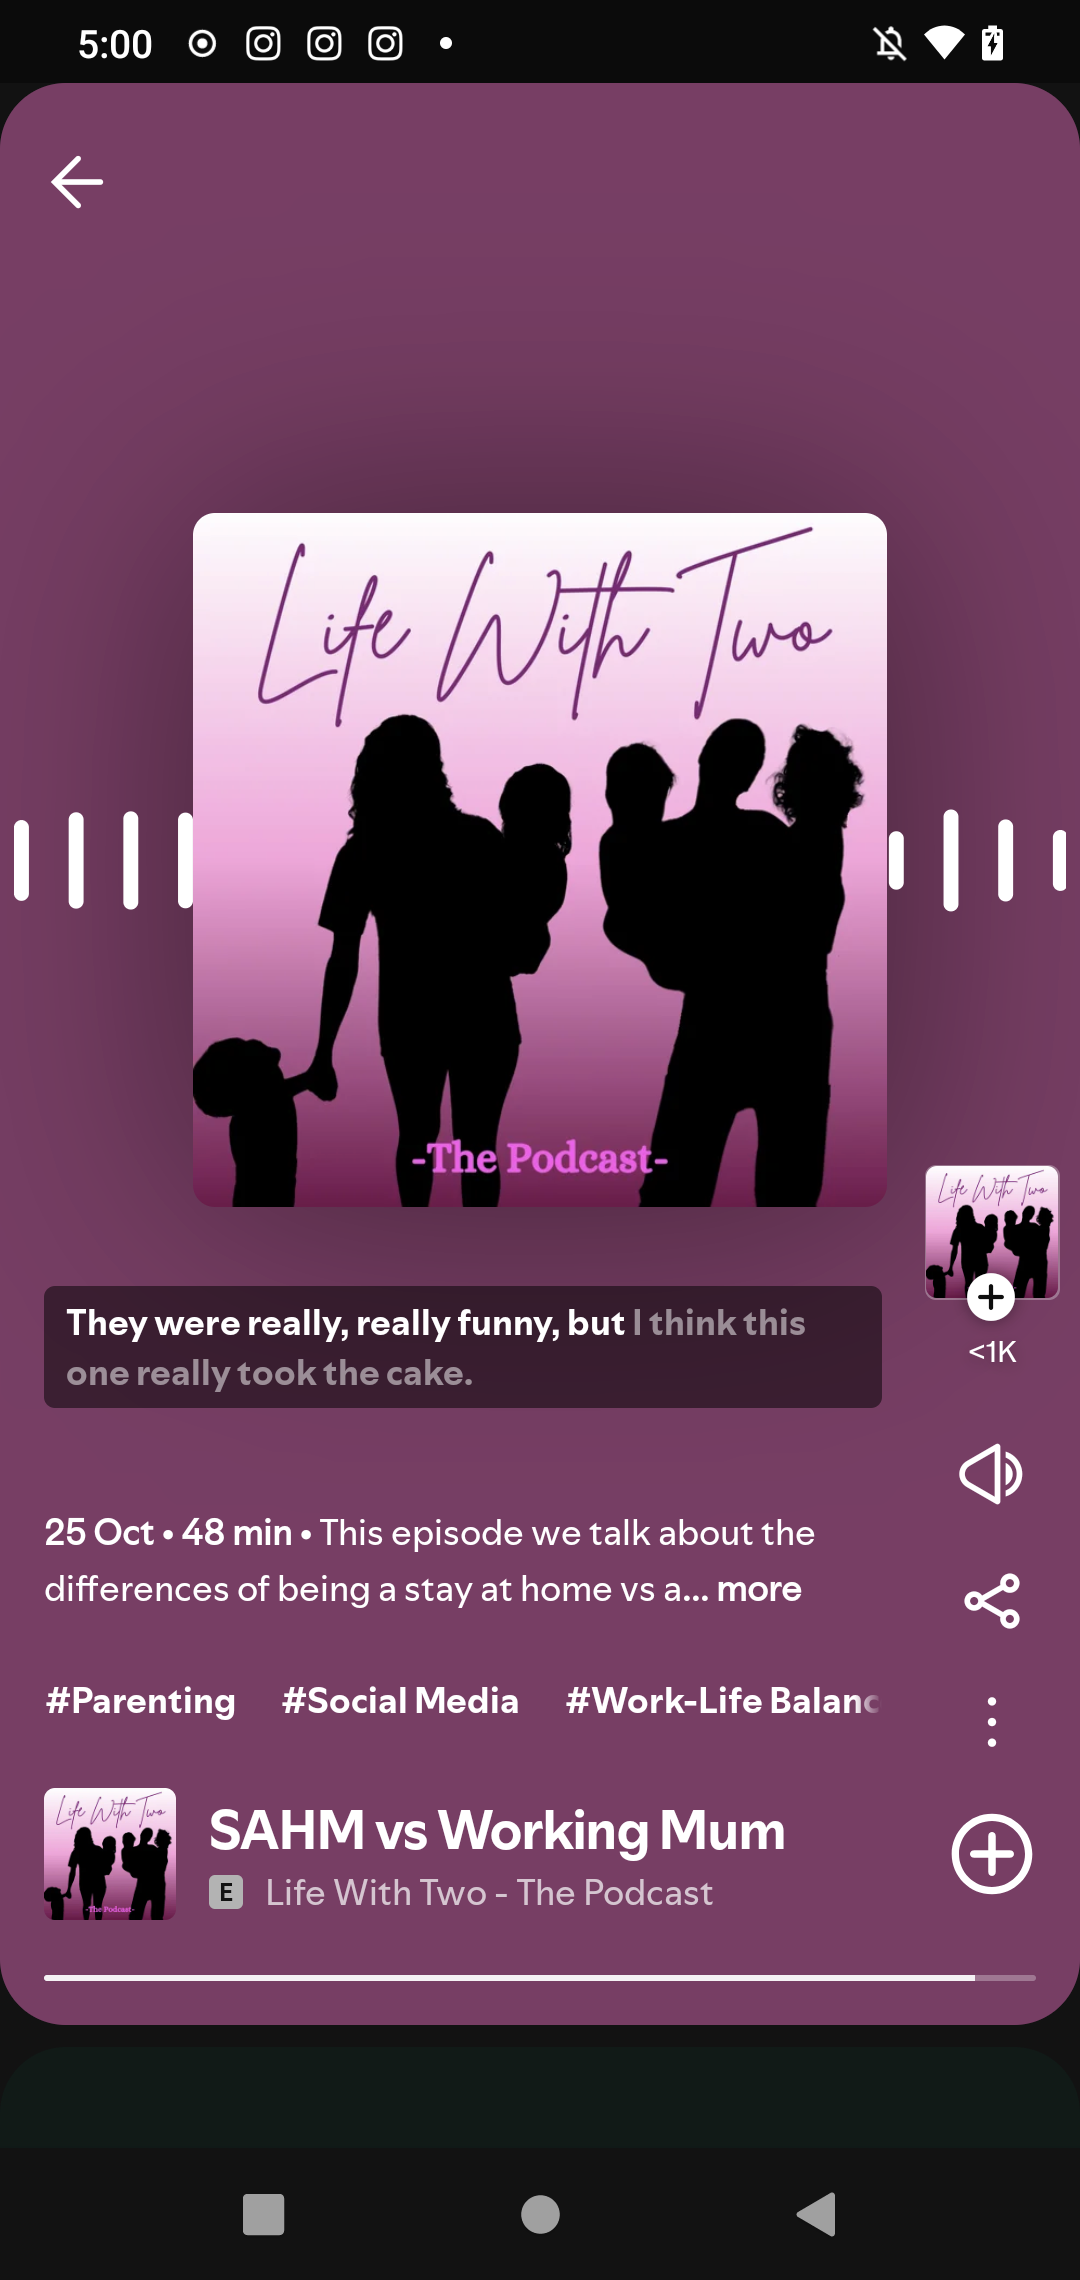 5:00
Life With Two
-The Podcast-
Life With Two
<1K
They were really, really funny, but I think this
one really took the cake.
25 Oct • 48 min • This episode we talk about the
differences of being a stay at home vs a... more
#Parenting #Social Media #Work-Life Balanc
Life With Two
-The Podcast-
SAHM vs Working Mum
E Life With Two - The Podcast